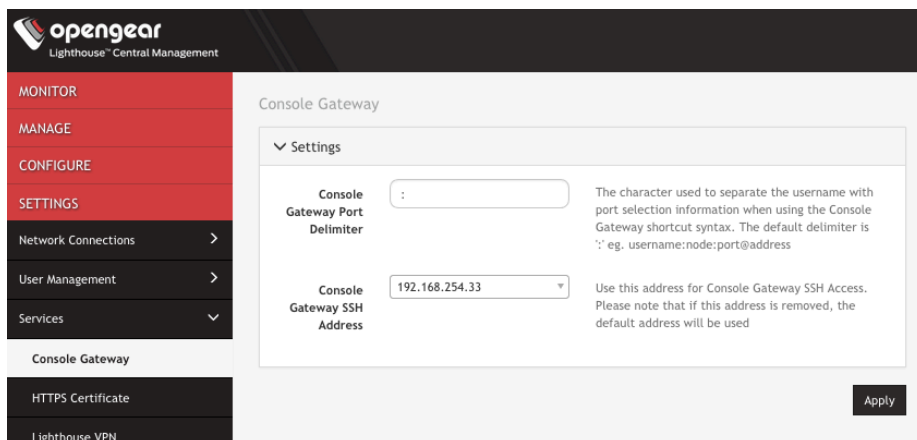 opengear
Lighthouse™ Central Management
MONITOR
MANAGE
CONFIGURE
SETTINGS
Network Connections
User Management
Services
Console Gateway
HTTPS Certificate
Lighthouse VPN
Console Gateway
Settings
Console
Gateway Port
Delimiter
:
The character used to separate the username with
port selection information when using the Console
Gateway shortcut syntax. The default delimiter is
':' eg. username:node:port@address
Console
Gateway SSH
Address
192.168.254.33
Use this address for Console Gateway SSH Access.
Please note that if this address is removed, the
default address will be used
Apply